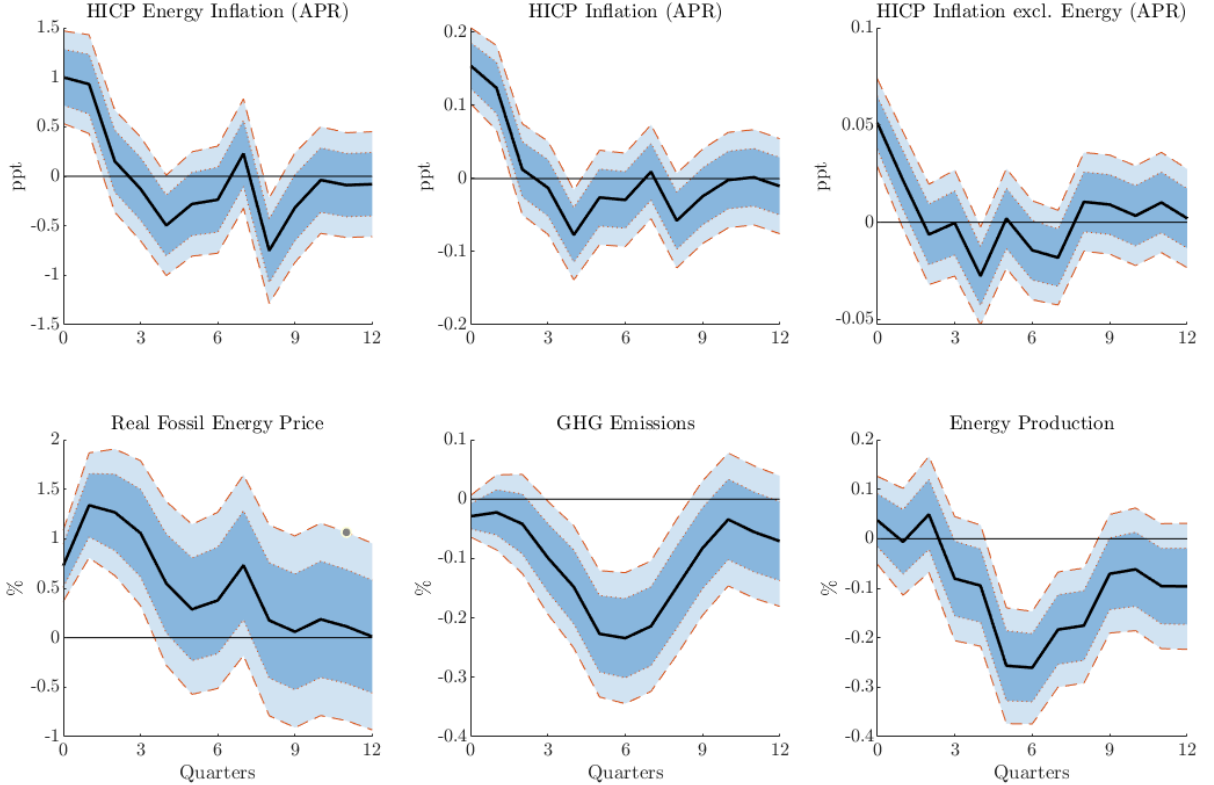 HICP Energy Inflation (APR)
HICP Inflation (APR)
HICP Inflation excl. Energy (APR)
1.5
1
0.5
0
-0.5
-1
-1.5
ppt
0 3 6 9 12
0.2
0.1
0
-0.1
-0.2
ppt
0 3 6 9 12
0.1
0.05
0
-0.05
ppt
0 3 6 9 12
Real Fossil Energy Price
GHG Emissions
Energy Production
2
1.5
1
0.5
0
-0.5
-1
%
0 3 6 9 12
Quarters
0.1
0
-0.1
-0.2
-0.3
-0.4
%
0 3 6 9 12
Quarters
0.2
0.1
0
-0.1
-0.2
-0.3
-0.4
%
0 3 6 9 12
Quarters